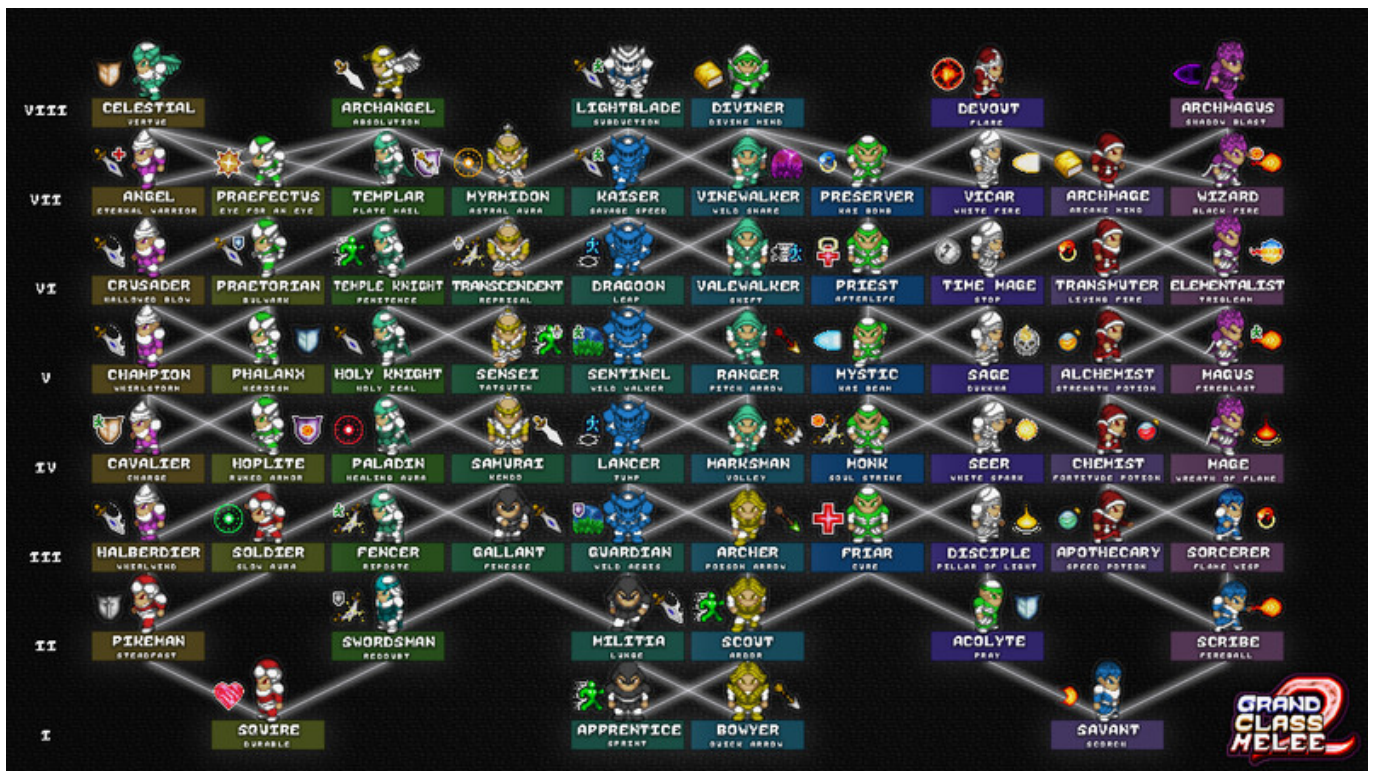 VIII
CELESTIAL
VIRTUE
ARCHANGEL
ABSOLUTION
LIGHTBLADE
SUBDUCTION
DIVINER
DIVINE MIND
DEVOUT
FLARE
ARCHMAGUS
SHADOW BLAST
VII
ANGEL
ETERNAL WARRIOR
PRAEFECTUS
EYE FOR AN EYE
TEMPLAR
PLATE MAIL
MYRMIDON
ASTRAL AURA
KAISER
SAVAGE SPEED
VINEWALKER
WILD SNARE
PRESERVER
KAI BOMB
VICAR
WHITE FIRE
ARCHMAGE
ARCANE MIND
WIZARD
BLACK FIRE
VI
CRUSADER
HALLOWED BLOW
PRAETORIAN
BULWARK
TEMPLE KNIGHT
PENITENCE
TRANSCENDENT
REPRISAL
DRAGOON
LEAP
VALEWALKER
SHIFT
PRIEST
AFTERLIFE
TIME MAGE
STOP
TRANSMUTER
LIVING FIRE
ELEMENTALIST
TRIGLEAM
V
CHAMPION
WHIRLSTORM
PHALANX
HEROISM
HOLY KNIGHT
HOLY ZEAL
SENSEI
TATSUJIN
SENTINEL
WILD WALKER
RANGER
PITCH ARROW
MYSTIC
KAI BEAM
SAGE
DUKKHA
ALCHEMIST
STRENGTH POTION
MAGUS
FIREBLAST
IV
CAVALIER
CHARGE
HOPLITE
RUNED ARMOR
PALADIN
HEALING AURA
SAMURAI
KENDO
LANCER
JUMP
MARKSMAN
VOLLEY
MONK
SOUL STRIKE
SEER
WHITE SPARK
CHEMIST
FORTITUDE POTION
MAGE
WREATH OF FLAME
III
HALBERDIER
WHIRLWIND
SOLDIER
SLOW AURA
FENCER
RIPOSTE
GALLANT
FINESSE
GUARDIAN
WILD AEGIS
ARCHER
POISON ARROW
FRIAR
CURE
DISCIPLE
PILLAR OF LIGHT
APOTHECARY
SPEED POTION
SORCERER
FLAME WISP
II
PIKEMAN
STEADFAST
SWORDSMAN
REDOUBT
MILITIA
LUNGE
SCOUT
ARDOR
ACOLYTE
PRAY
SCRIBE
FIREBALL
I
SQUIRE
DURABLE
APPRENTICE
SPRINT
BOWYER
QUICK ARROW
SAVANT
SCORCH
GRAND
CLASS
MELEE 2